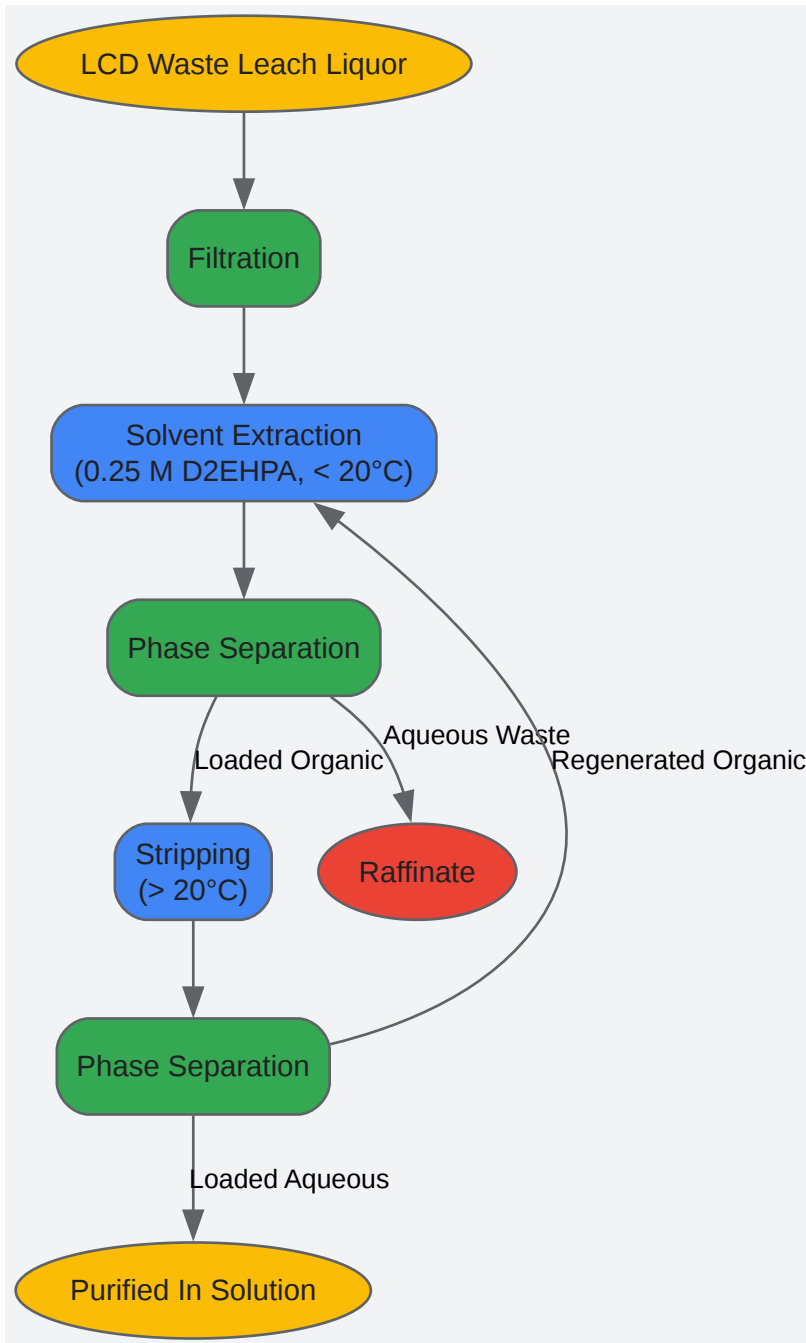 LCD Waste Leach Liquor
Filtration
Solvent Extraction
(0.25 M D2EHPA, < 20°C)
Phase Separation
Aqueous Waste
Loaded Organic
Regenerated Organic
Stripping
(> 20°C)
Raffinate
Phase Separation
Loaded Aqueous
Purified In Solution